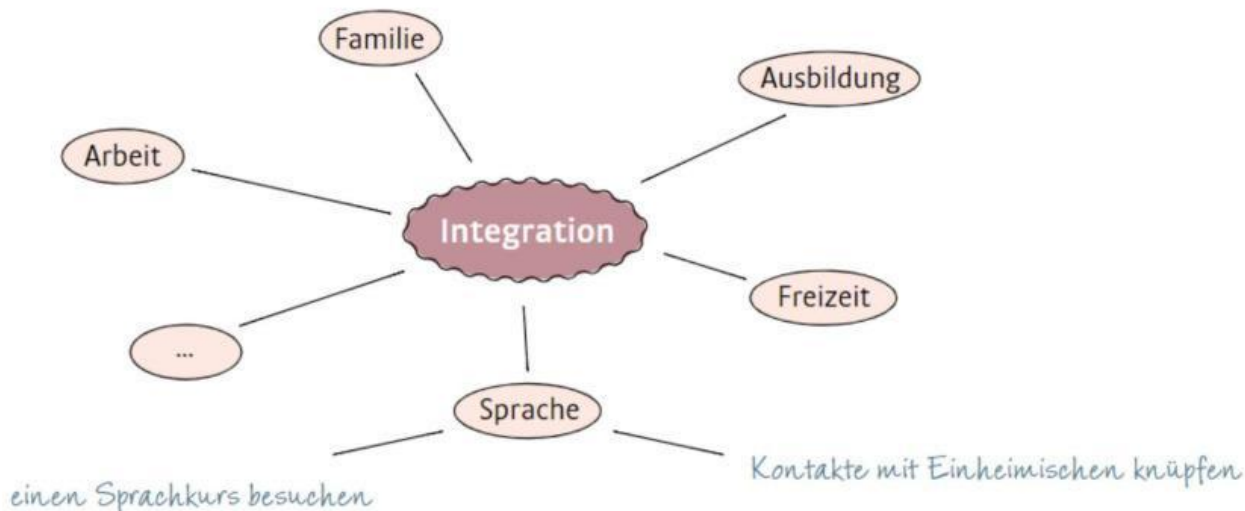 Familie
Ausbildung
Arbeit
Integration
Freizeit
...
Sprache
Kontakte mit Einheimischen knüpfen
einen Sprachkurs besuchen